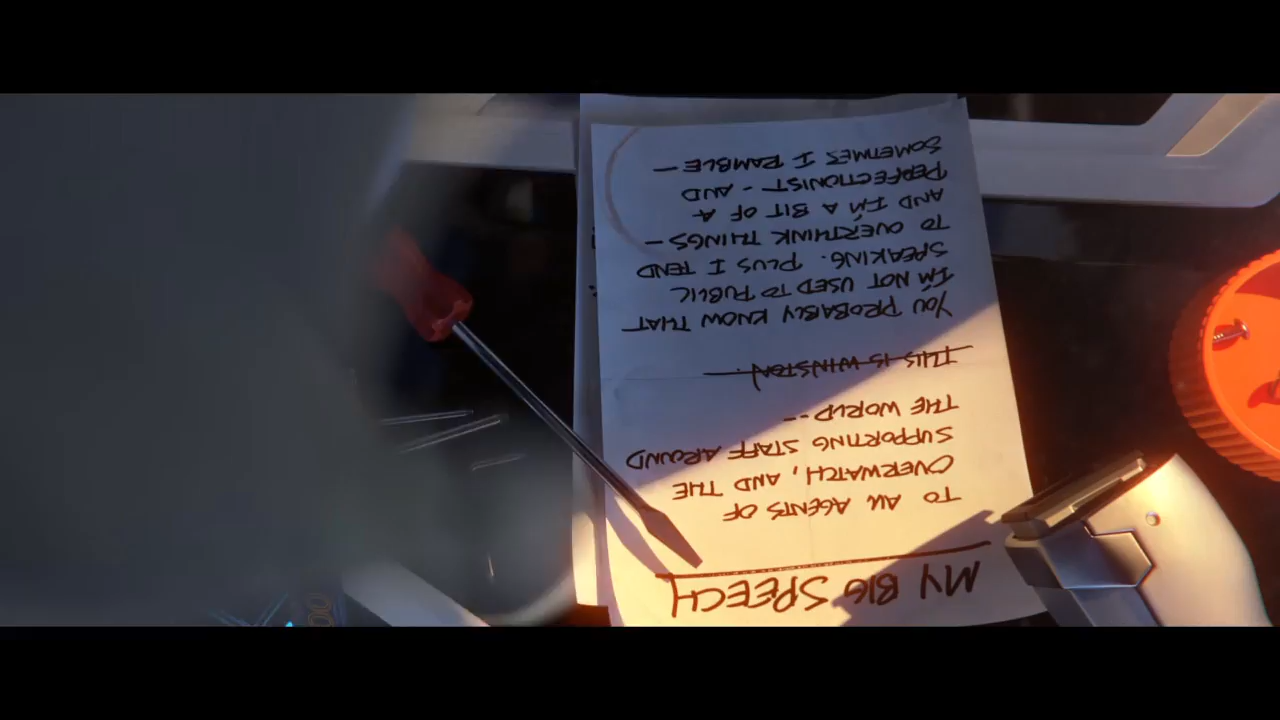 MY BIG SPEECH
TO ALL AGENTS OF
OVERWATCH, AND THE
SUPPORTING STAFF AROUND
THE WORLD--
THIS IS WINSTON.
YOU PROBABLY KNOW THAT
I'M NOT USED TO PUBLIC
SPEAKING. PLUS I TEND
TO OVERTHINK THINGS—
AND I'M A BIT OF A
PERFECTIONIST - AND
SOMETIMES I RAMBLE—